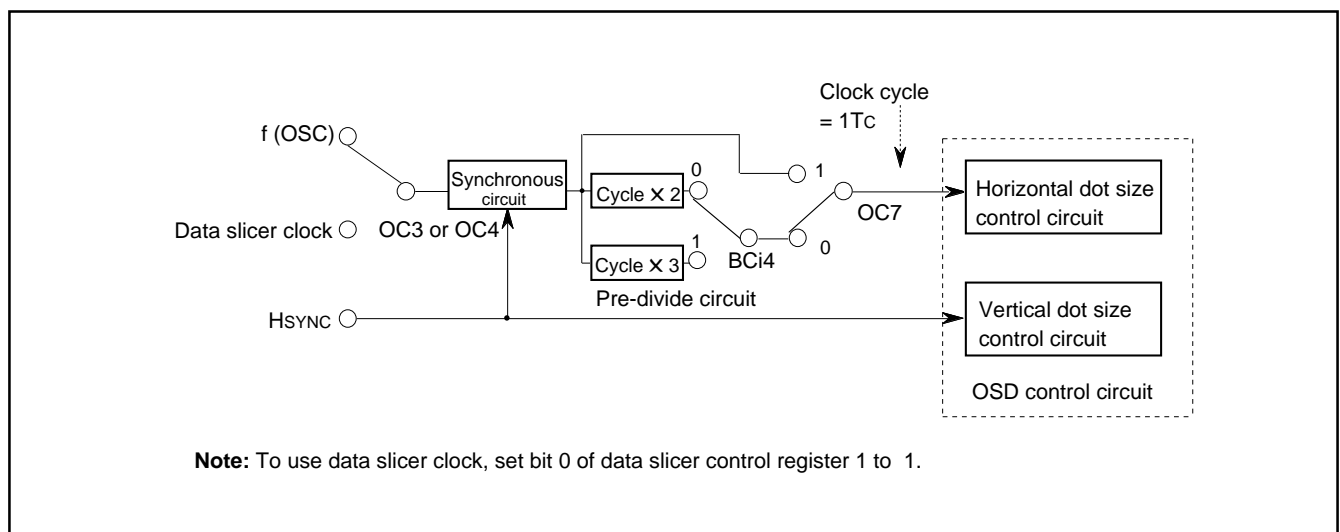 Clock cycle
= 1TC
f (OSC)
Synchronous
circuit
0
1
Cycle × 2
Horizontal dot size
control circuit
OC7
Data slicer clock
OC3 or OC4
0
1
BCi4
Cycle × 3
Pre-divide circuit
HSYNC
Vertical dot size
control circuit
OSD control circuit
Note: To use data slicer clock, set bit 0 of data slicer control register 1 to 1.